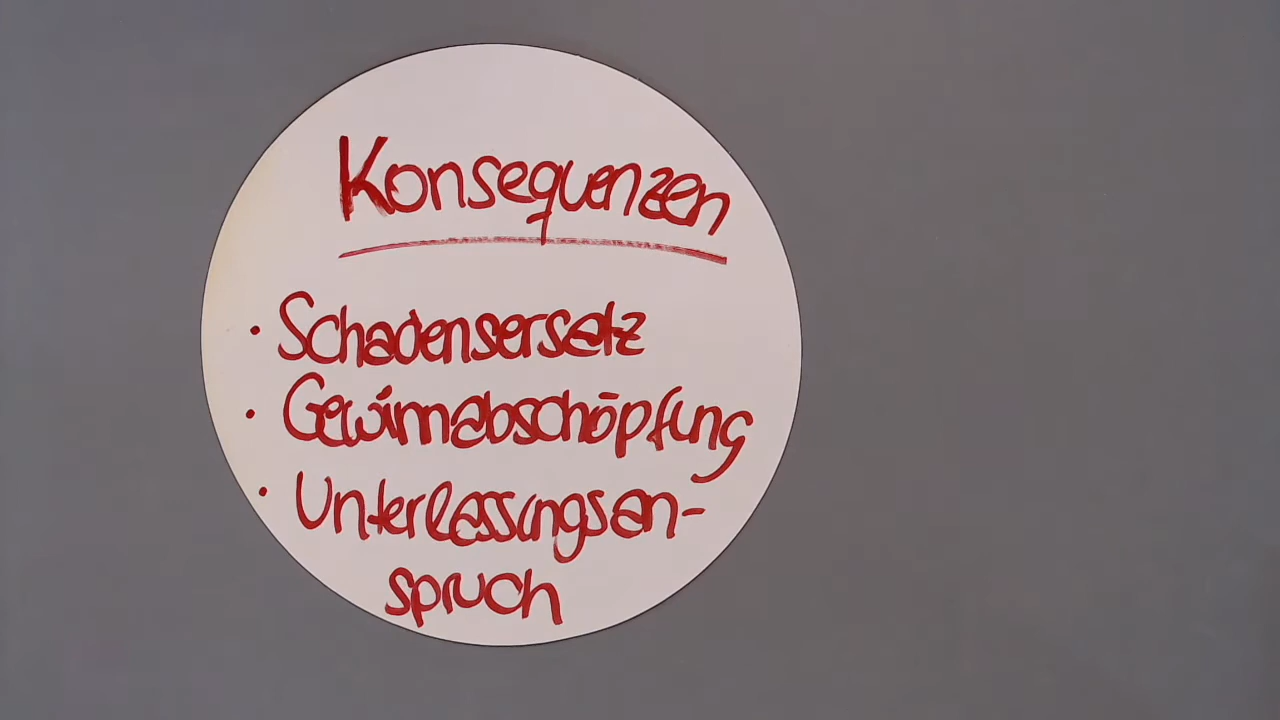 Konsequenzen
· Schadensersatz
· Gewinnabschöpfung
· Unterlassungsan-
spruch